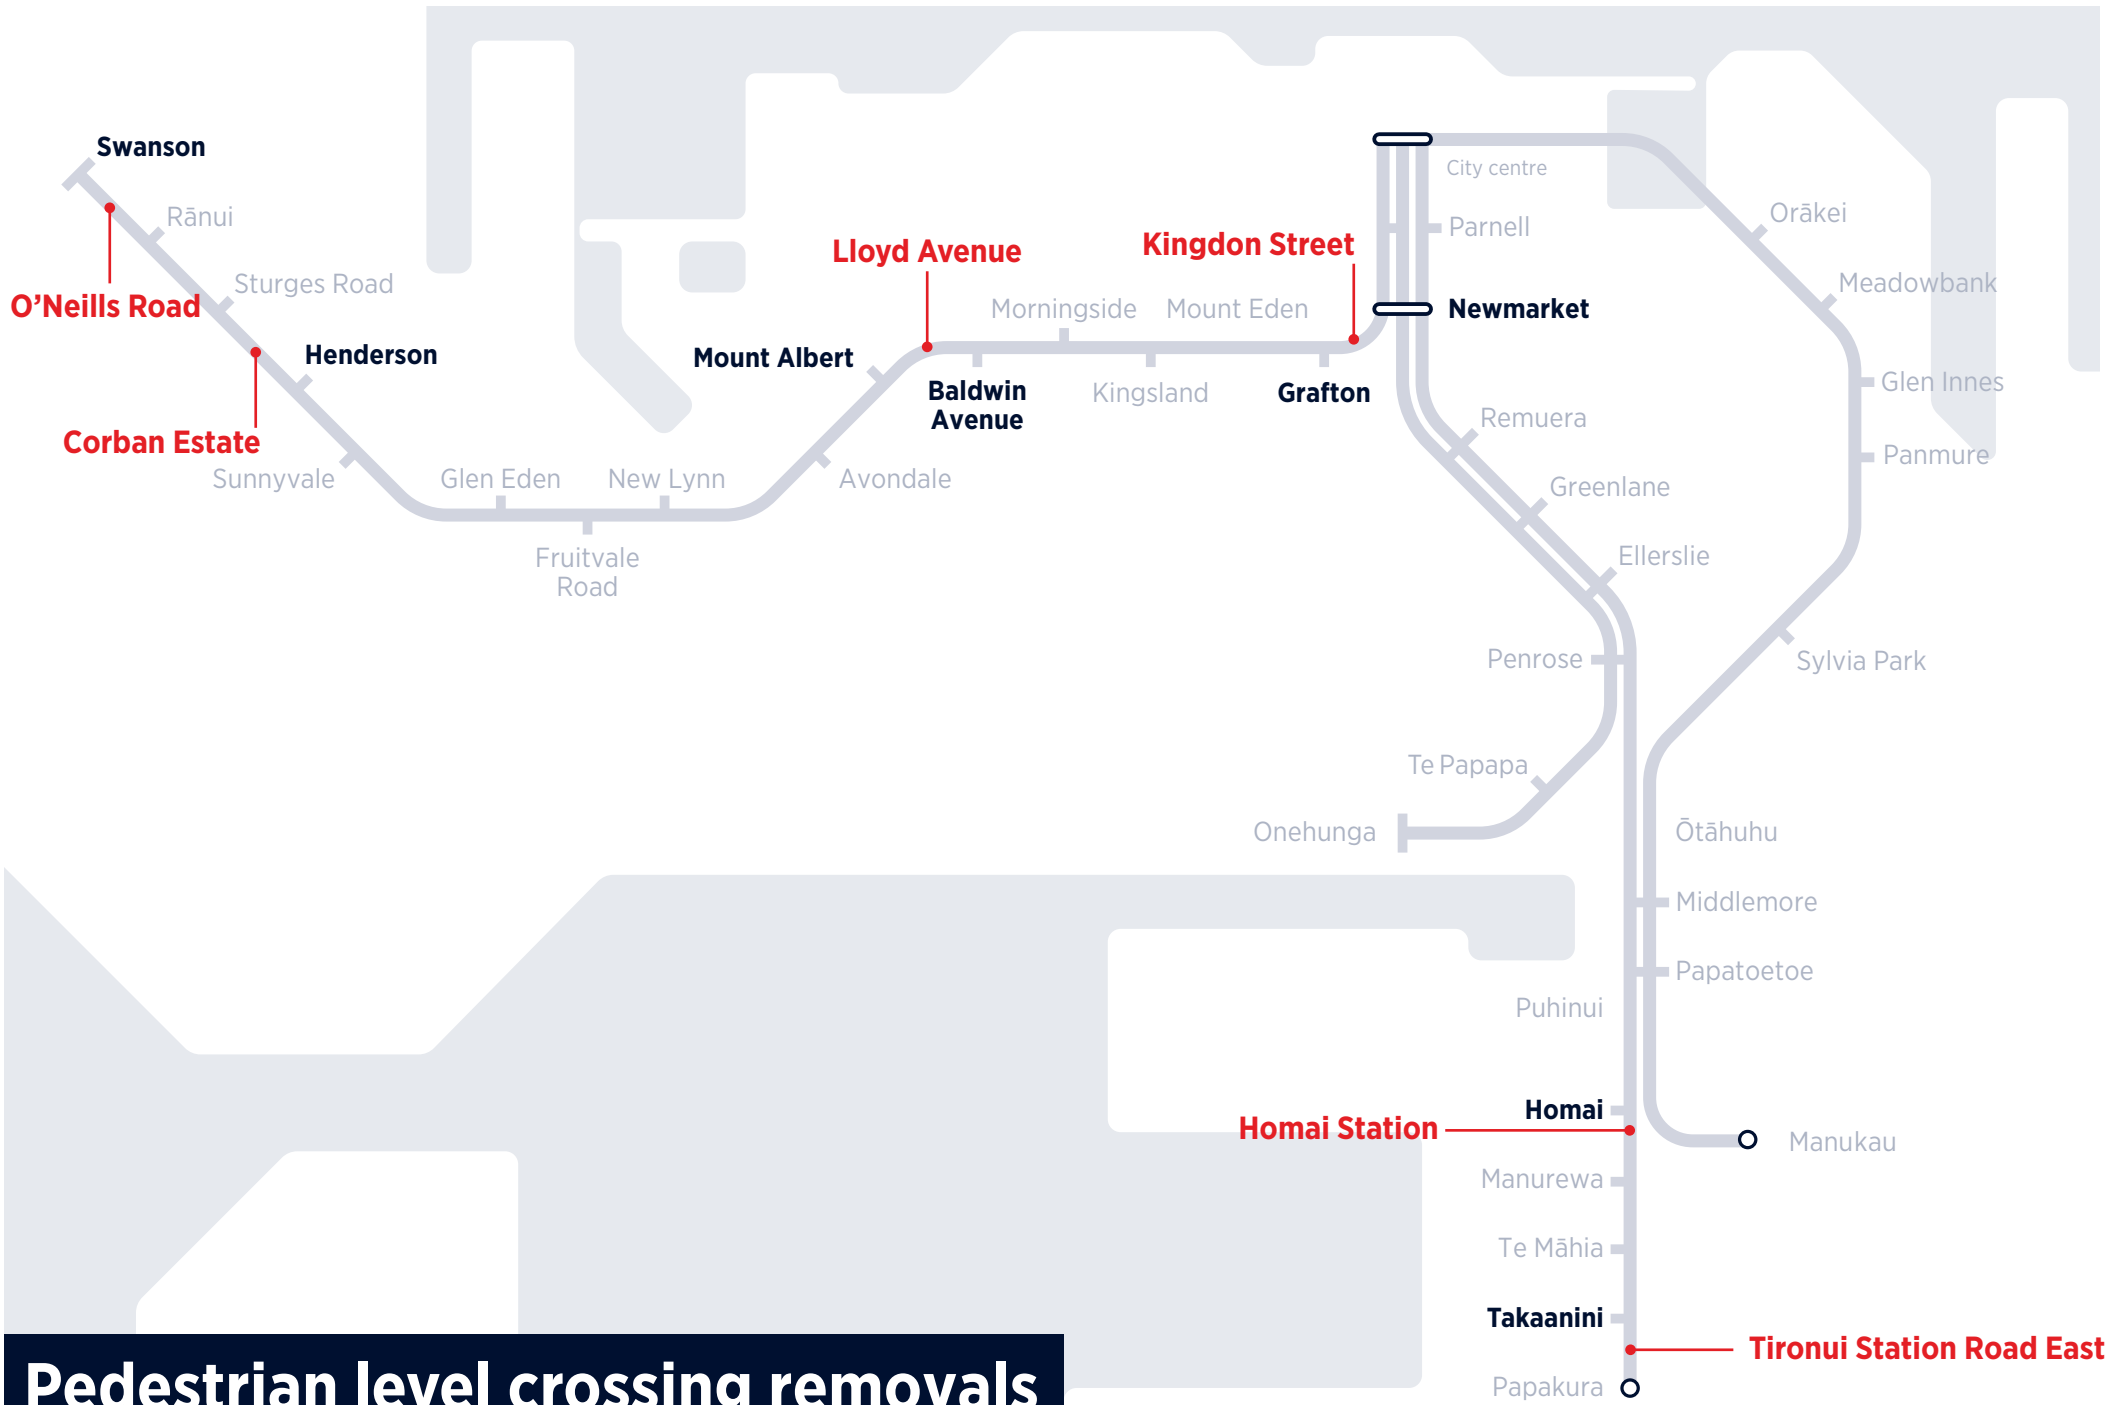 Swanson
Rānui
Sturges Road
O’Neills Road
Henderson
Corban Estate
Sunnyvale
Glen Eden
Fruitvale
Road
New Lynn
Avondale
Mount Albert
Lloyd Avenue
Baldwin
Avenue
Morningside
Kingsland
Mount Eden
Grafton
Kingdon Street
City centre
Parnell
Newmarket
Remuera
Greenlane
Ellerslie
Penrose
Te Papapa
Onehunga
Orākei
Meadowbank
Glen Innes
Panmure
Sylvia Park
Ōtāhuhu
Middlemore
Papatoetoe
Puhinui
Homai
Homai Station
Manukau
Manurewa
Te Māhia
Takaanini
Tironui Station Road East
Papakura
Pedestrian level crossing removals